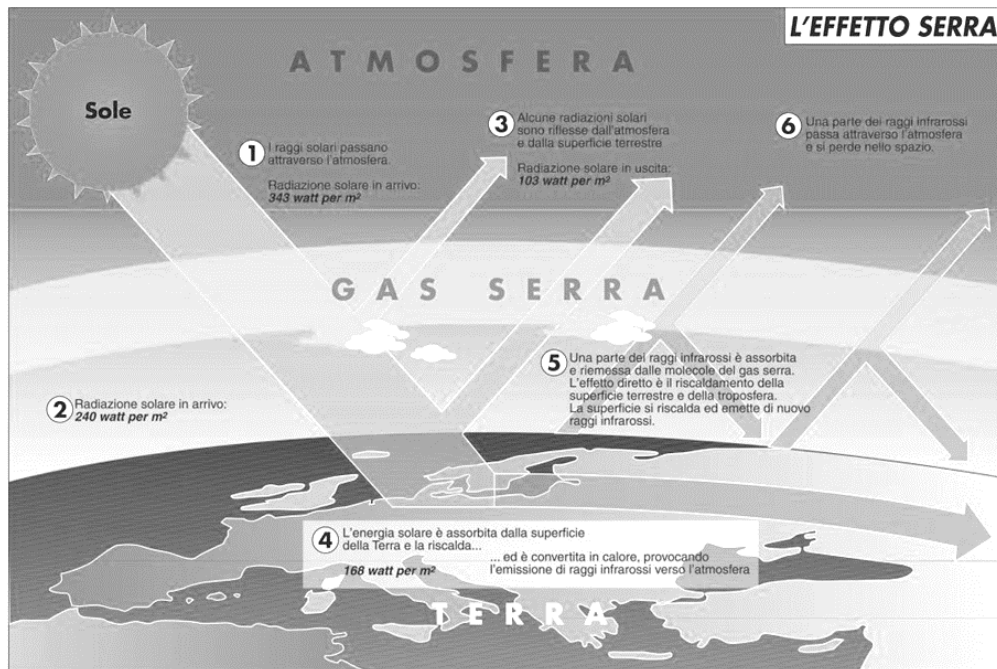 L'EFFETTO SERRA
ATMOSFERA
Sole
1 I raggi solari passano
attraverso l'atmosfera.
Radiazione solare in arrivo:
343 watt per m²
3 Alcune radiazioni solari
sono riflesse dall'atmosfera
e dalla superficie terrestre
Radiazione solare in uscita:
103 watt per m²
6 Una parte dei raggi infrarossi
passa attraverso l'atmosfera
e si perde nello spazio.
GAS SERRA
2 Radiazione solare in arrivo:
240 watt per m²
5 Una parte dei raggi infrarossi è assorbita
e riemessa dalle molecole del gas serra.
L'effetto diretto è il riscaldamento della
superficie terrestre e della troposfera.
La superficie si riscalda ed emette di nuovo
raggi infrarossi.
4 L'energia solare è assorbita dalla superficie
della Terra e la riscalda...
168 watt per m²
... ed è convertita in calore, provocando
l'emissione di raggi infrarossi verso l'atmosfera
TERRA